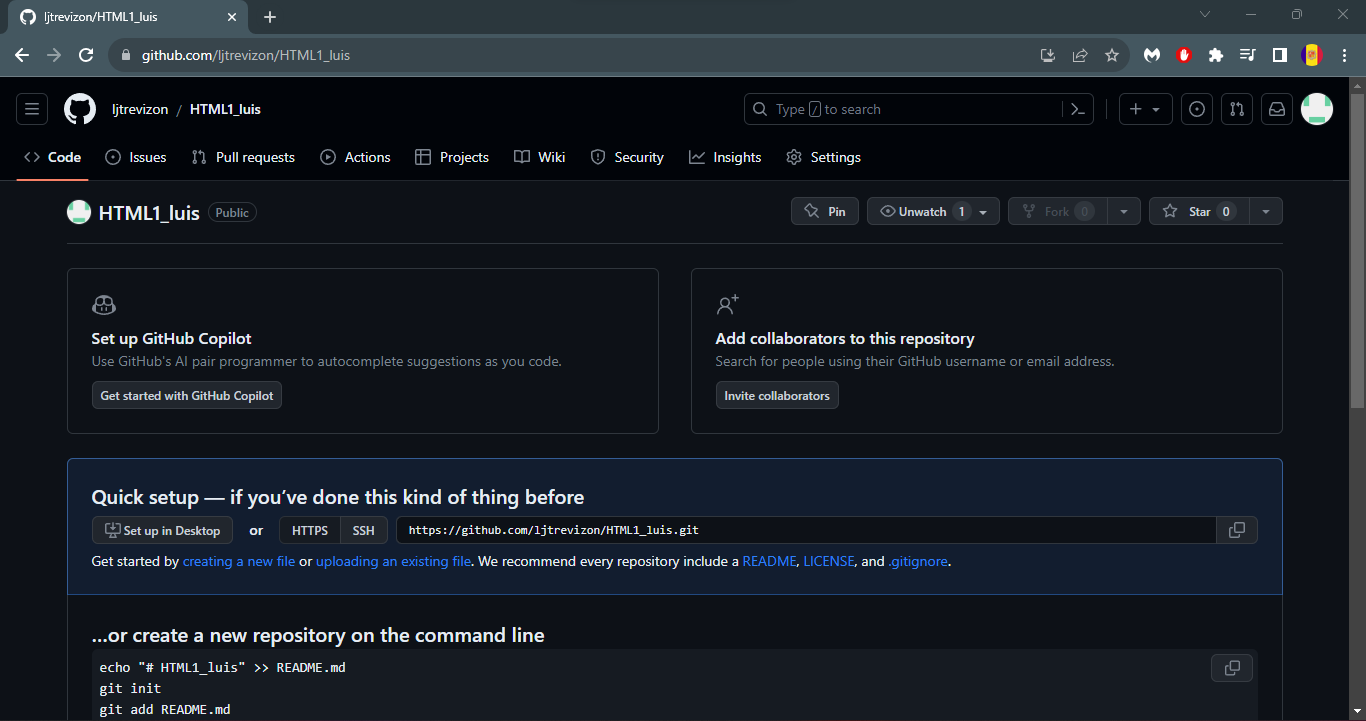 ljtrevizon/HTML1_luis
github.com/ljtrevizon/HTML1_luis
ljtrevizon / HTML1_luis
Type / to search
Code Issues Pull requests Actions Projects Wiki Security Insights Settings
HTML1_luis Public
Pin Unwatch 1 Fork 0 Star 0
Set up GitHub Copilot
Use GitHub's AI pair programmer to autocomplete suggestions as you code.
Get started with GitHub Copilot
Add collaborators to this repository
Search for people using their GitHub username or email address.
Invite collaborators
Quick setup — if you’ve done this kind of thing before
Set up in Desktop or HTTPS SSH https://github.com/ljtrevizon/HTML1_luis.git
Get started by creating a new file or uploading an existing file. We recommend every repository include a README, LICENSE, and .gitignore.
…or create a new repository on the command line
echo "# HTML1_luis" >> README.md
git init
git add README.md